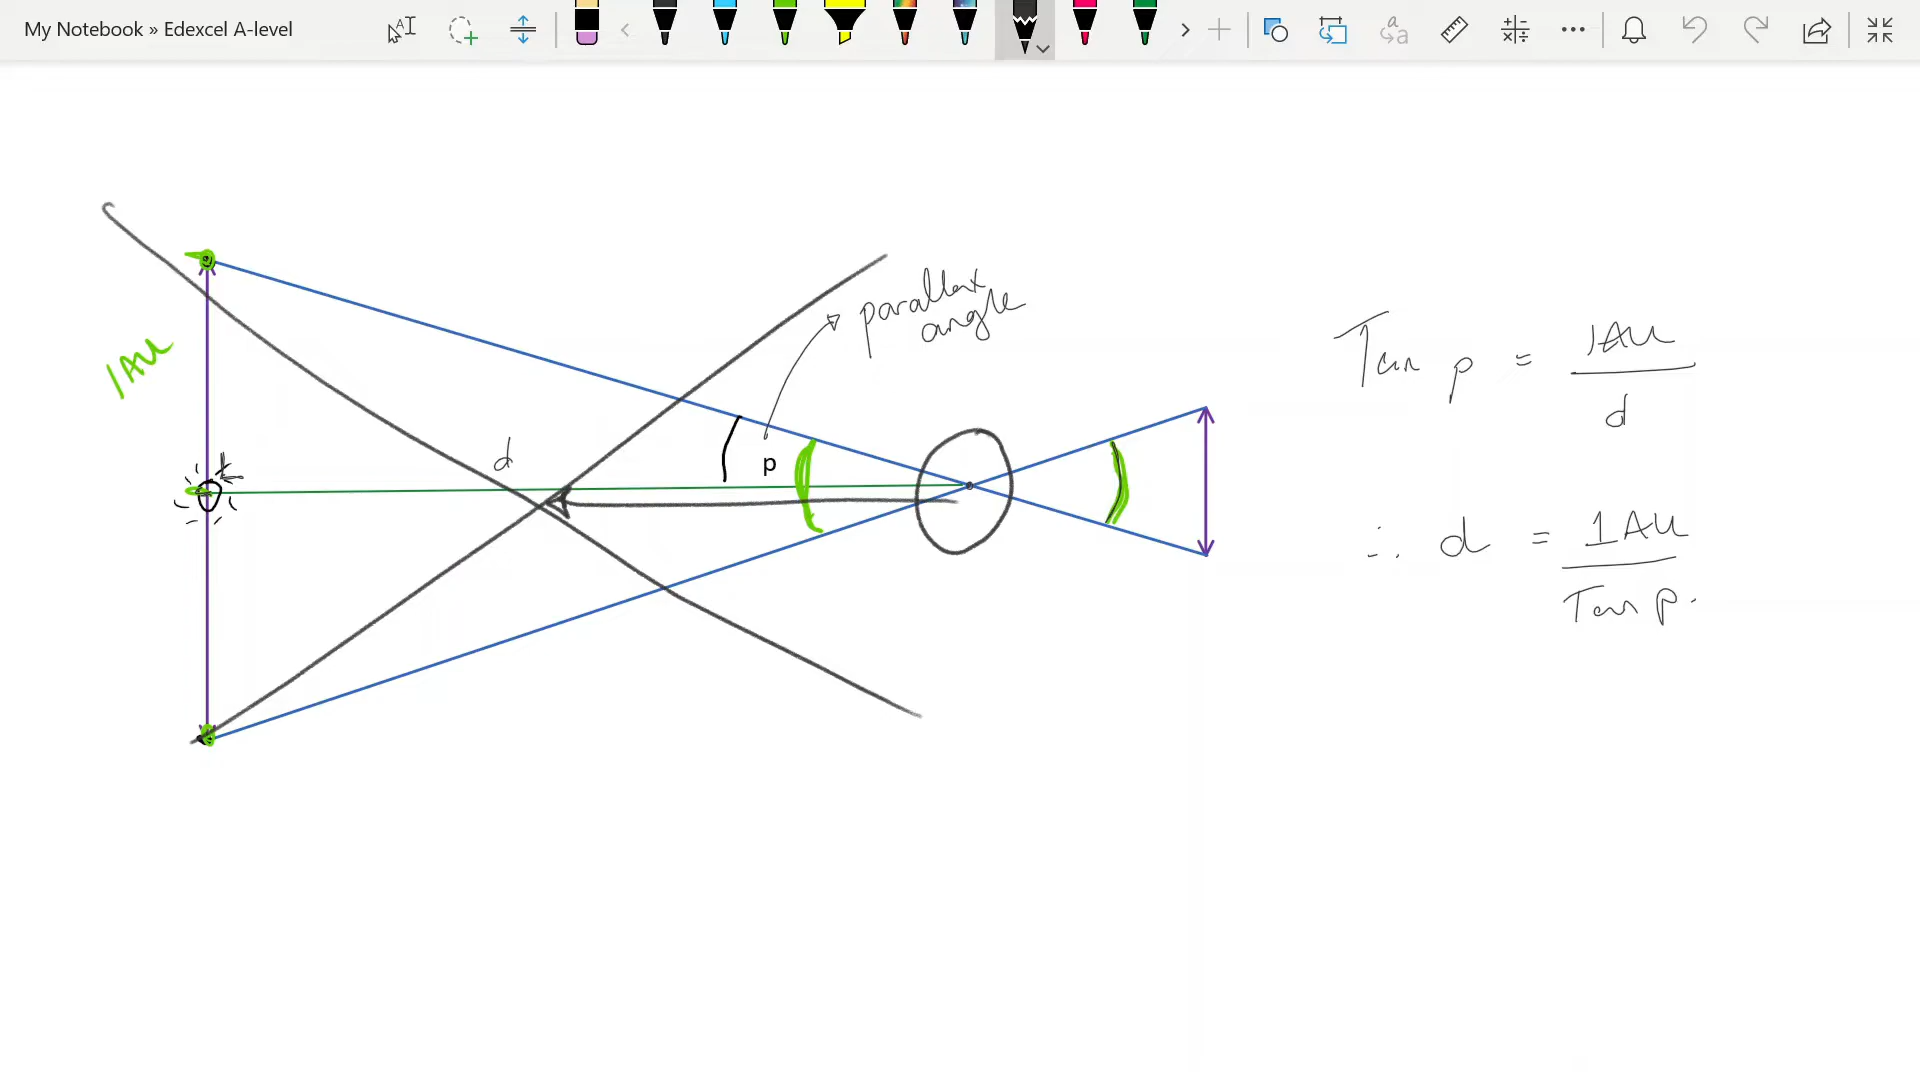 My Notebook » Edexcel A-level
parallax
angle
1AU
d
p
Tan p = 1AU
d
∴ d = 1AU
Tan p.